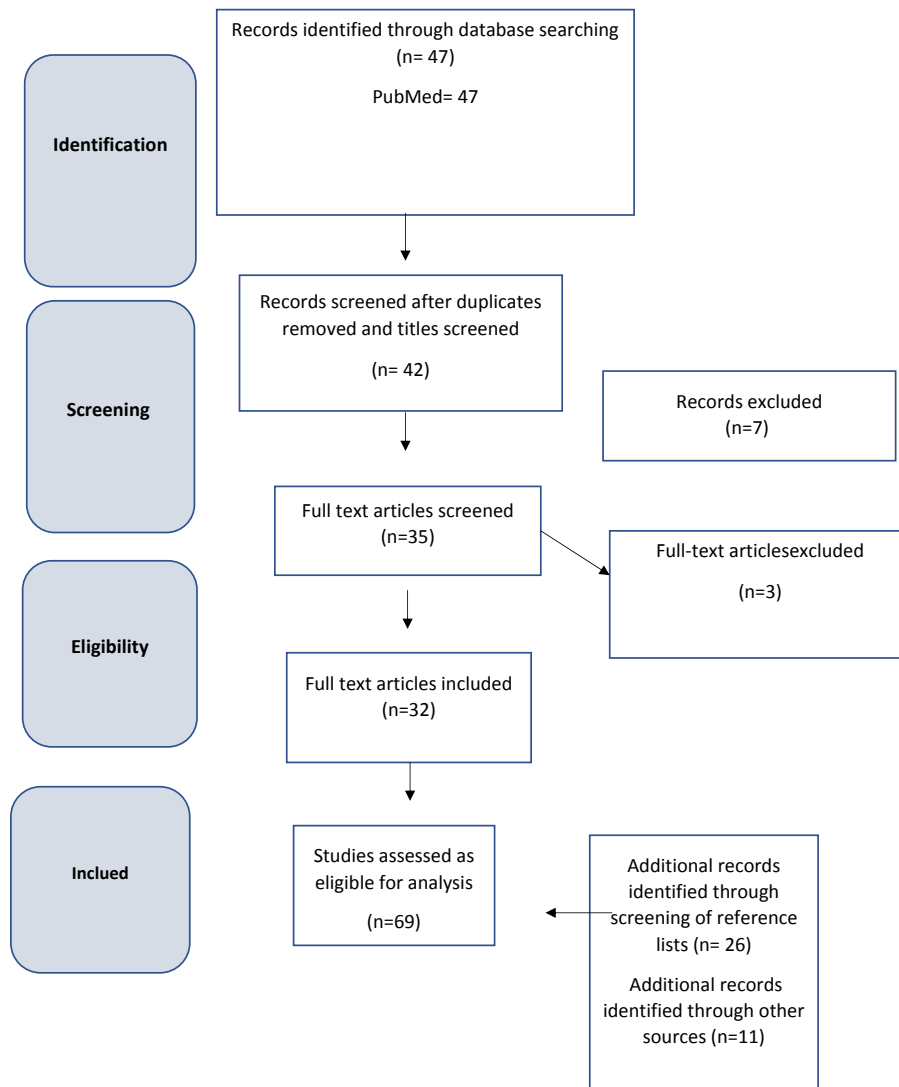 Records identified through database searching
(n= 47)
PubMed= 47
Identification
Records screened after duplicates
removed and titles screened
(n= 42)
Screening
Records excluded
(n=7)
Full text articles screened
(n=35)
Full-text articlesexcluded
(n=3)
Eligibility
Full text articles included
(n=32)
Inclued
Studies assessed as
eligible for analysis
(n=69)
Additional records
identified through
screening of reference
lists (n= 26)
Additional records
identified through other
sources (n=11)